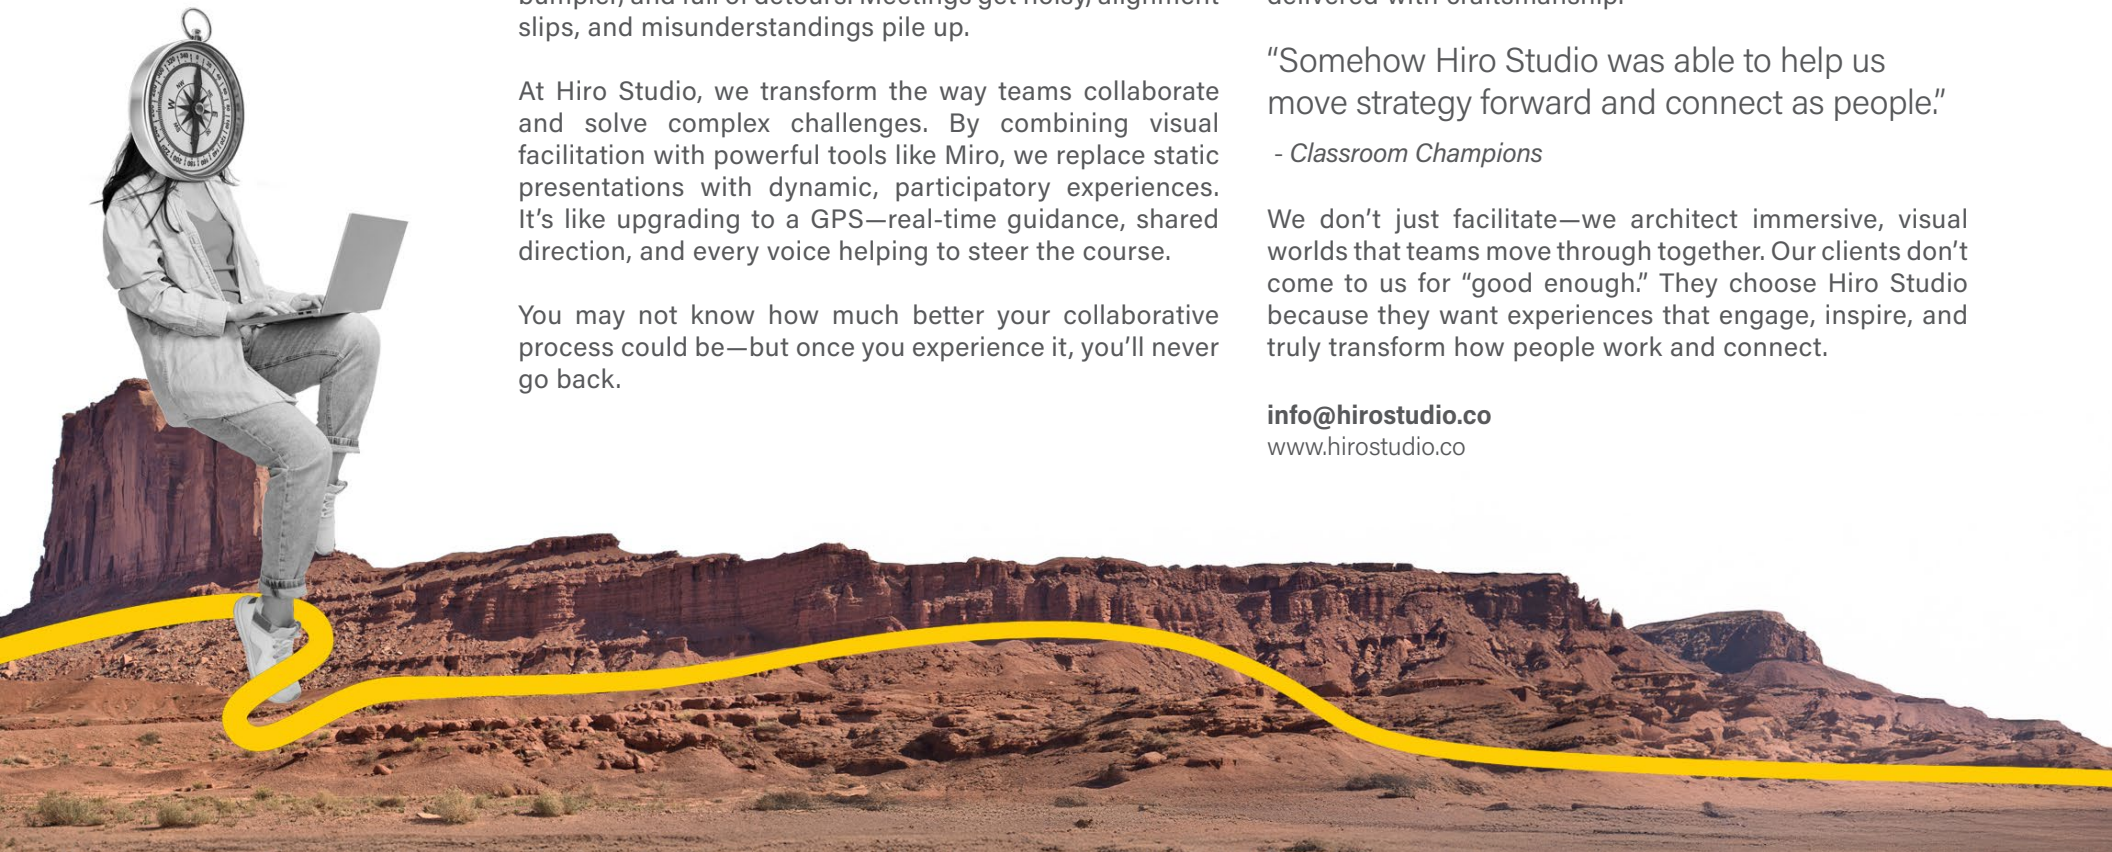 slips, and misunderstandings pile up.
At Hiro Studio, we transform the way teams collaborate
and solve complex challenges. By combining visual
facilitation with powerful tools like Miro, we replace static
presentations with dynamic, participatory experiences.
It’s like upgrading to a GPS—real-time guidance, shared
direction, and every voice helping to steer the course.
You may not know how much better your collaborative
process could be—but once you experience it, you’ll never
go back.
“Somehow Hiro Studio was able to help us
move strategy forward and connect as people.”
- Classroom Champions
We don’t just facilitate—we architect immersive, visual
worlds that teams move through together. Our clients don’t
come to us for “good enough.” They choose Hiro Studio
because they want experiences that engage, inspire, and
truly transform how people work and connect.
info@hirostudio.co
www.hirostudio.co